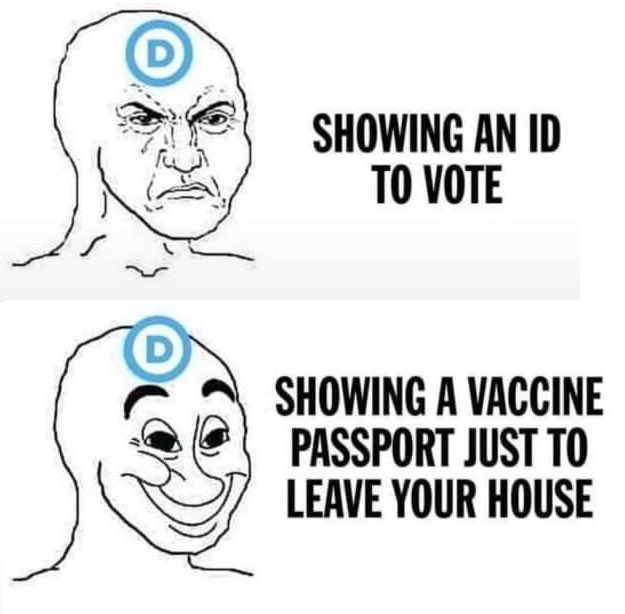 D
SHOWING AN ID
TO VOTE
D
SHOWING A VACCINE
PASSPORT JUST TO
LEAVE YOUR HOUSE